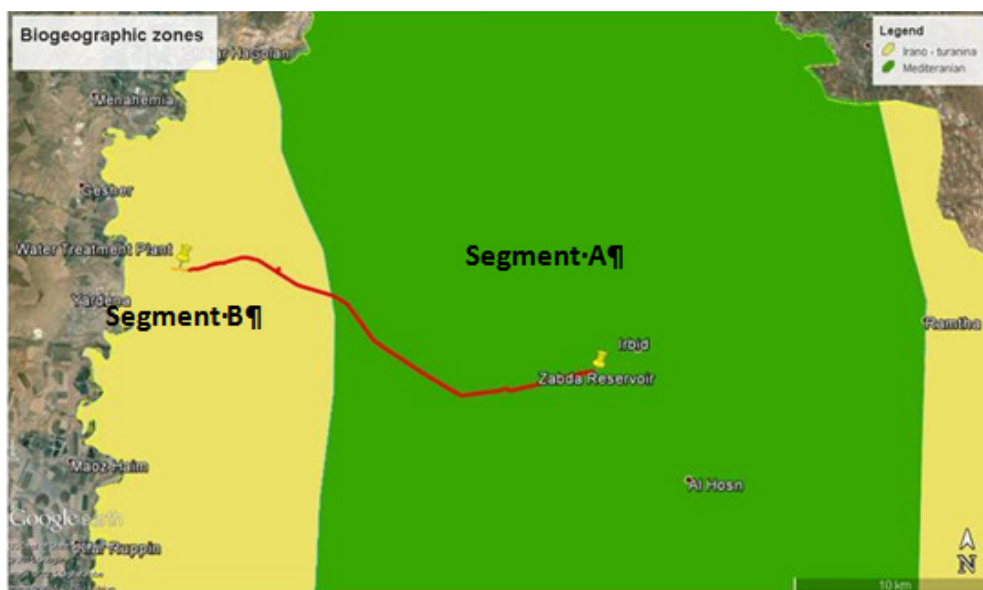 Biogeographic zones
Legend
Irano - turanina
Mediteranian
HaGolan
Menahemia
Gesher
Water Treatment Plant
Yardena
Segment·A¶
Segment·B¶
Irbid
Zabda Reservoir
Ramtha
Maoz Haim
Al Hosn
Google earth
Ruppin
N
10 km